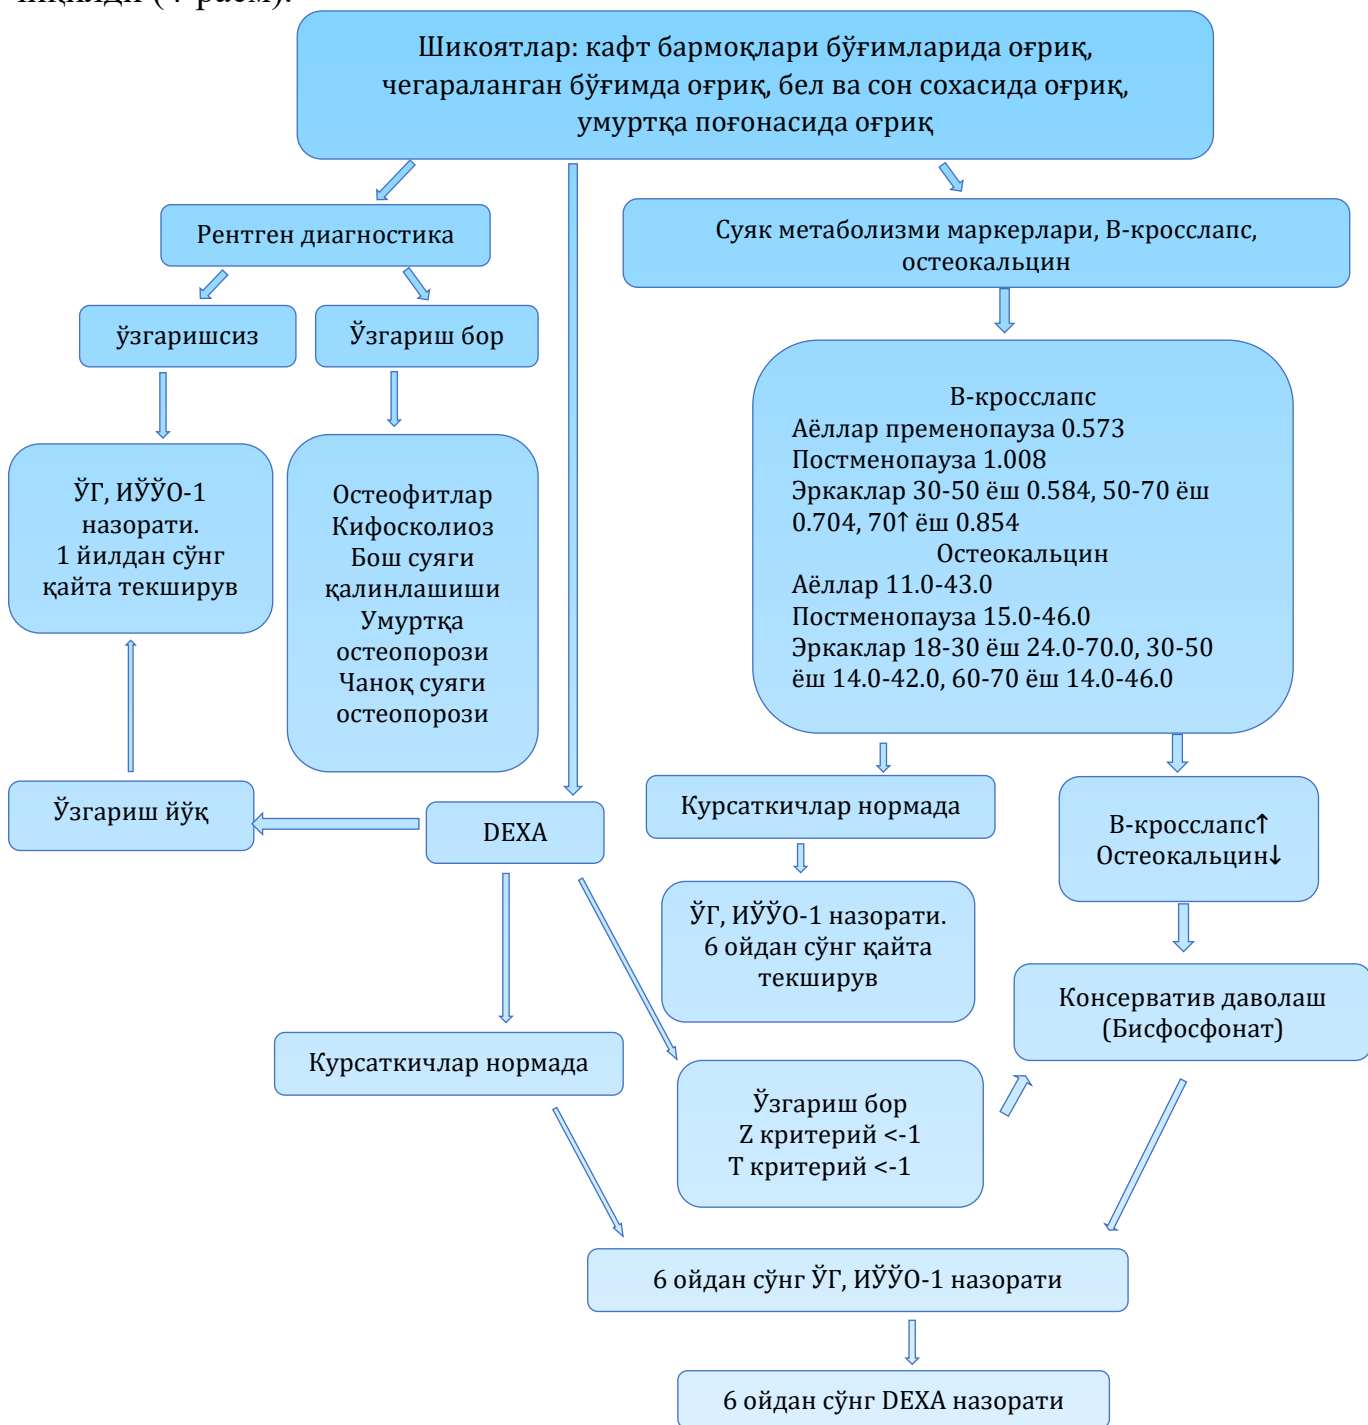 чиқилди (4-расм).
Шикоятлар: кафт бармоқлари бўғимларида оғриқ,
чегараланган бўғимда оғриқ, бел ва сон сохасида оғриқ,
умуртқа поғонасида оғриқ
Рентген диагностика
Суяк метаболизми маркерлари, В-кросслапс,
остеокальцин
ўзгаришсиз
Ўзгариш бор
В-кросслапс
Аёллар пременопауза 0.573
Постменопауза 1.008
Эркаклар 30-50 ёш 0.584, 50-70 ёш
0.704, 70↑ ёш 0.854
Остеокальцин
Аёллар 11.0-43.0
Постменопауза 15.0-46.0
Эркаклар 18-30 ёш 24.0-70.0, 30-50
ёш 14.0-42.0, 60-70 ёш 14.0-46.0
ЎГ, ИЎЎО-1
назорати.
1 йилдан сўнг
қайта текширув
Остеофитлар
Кифосколиоз
Бош суяги
қалинлашиши
Умуртқа
остеопорози
Чаноқ суяги
остеопорози
Ўзгариш йўқ
DEXA
Курсаткичлар нормада
В-кросслапс↑
Остеокальцин↓
ЎГ, ИЎЎО-1 назорати.
6 ойдан сўнг қайта
текширув
Консерватив даволаш
(Бисфосфонат)
Курсаткичлар нормада
Ўзгариш бор
Z критерий <-1
Т критерий <-1
6 ойдан сўнг ЎГ, ИЎЎО-1 назорати
6 ойдан сўнг DEXA назорати